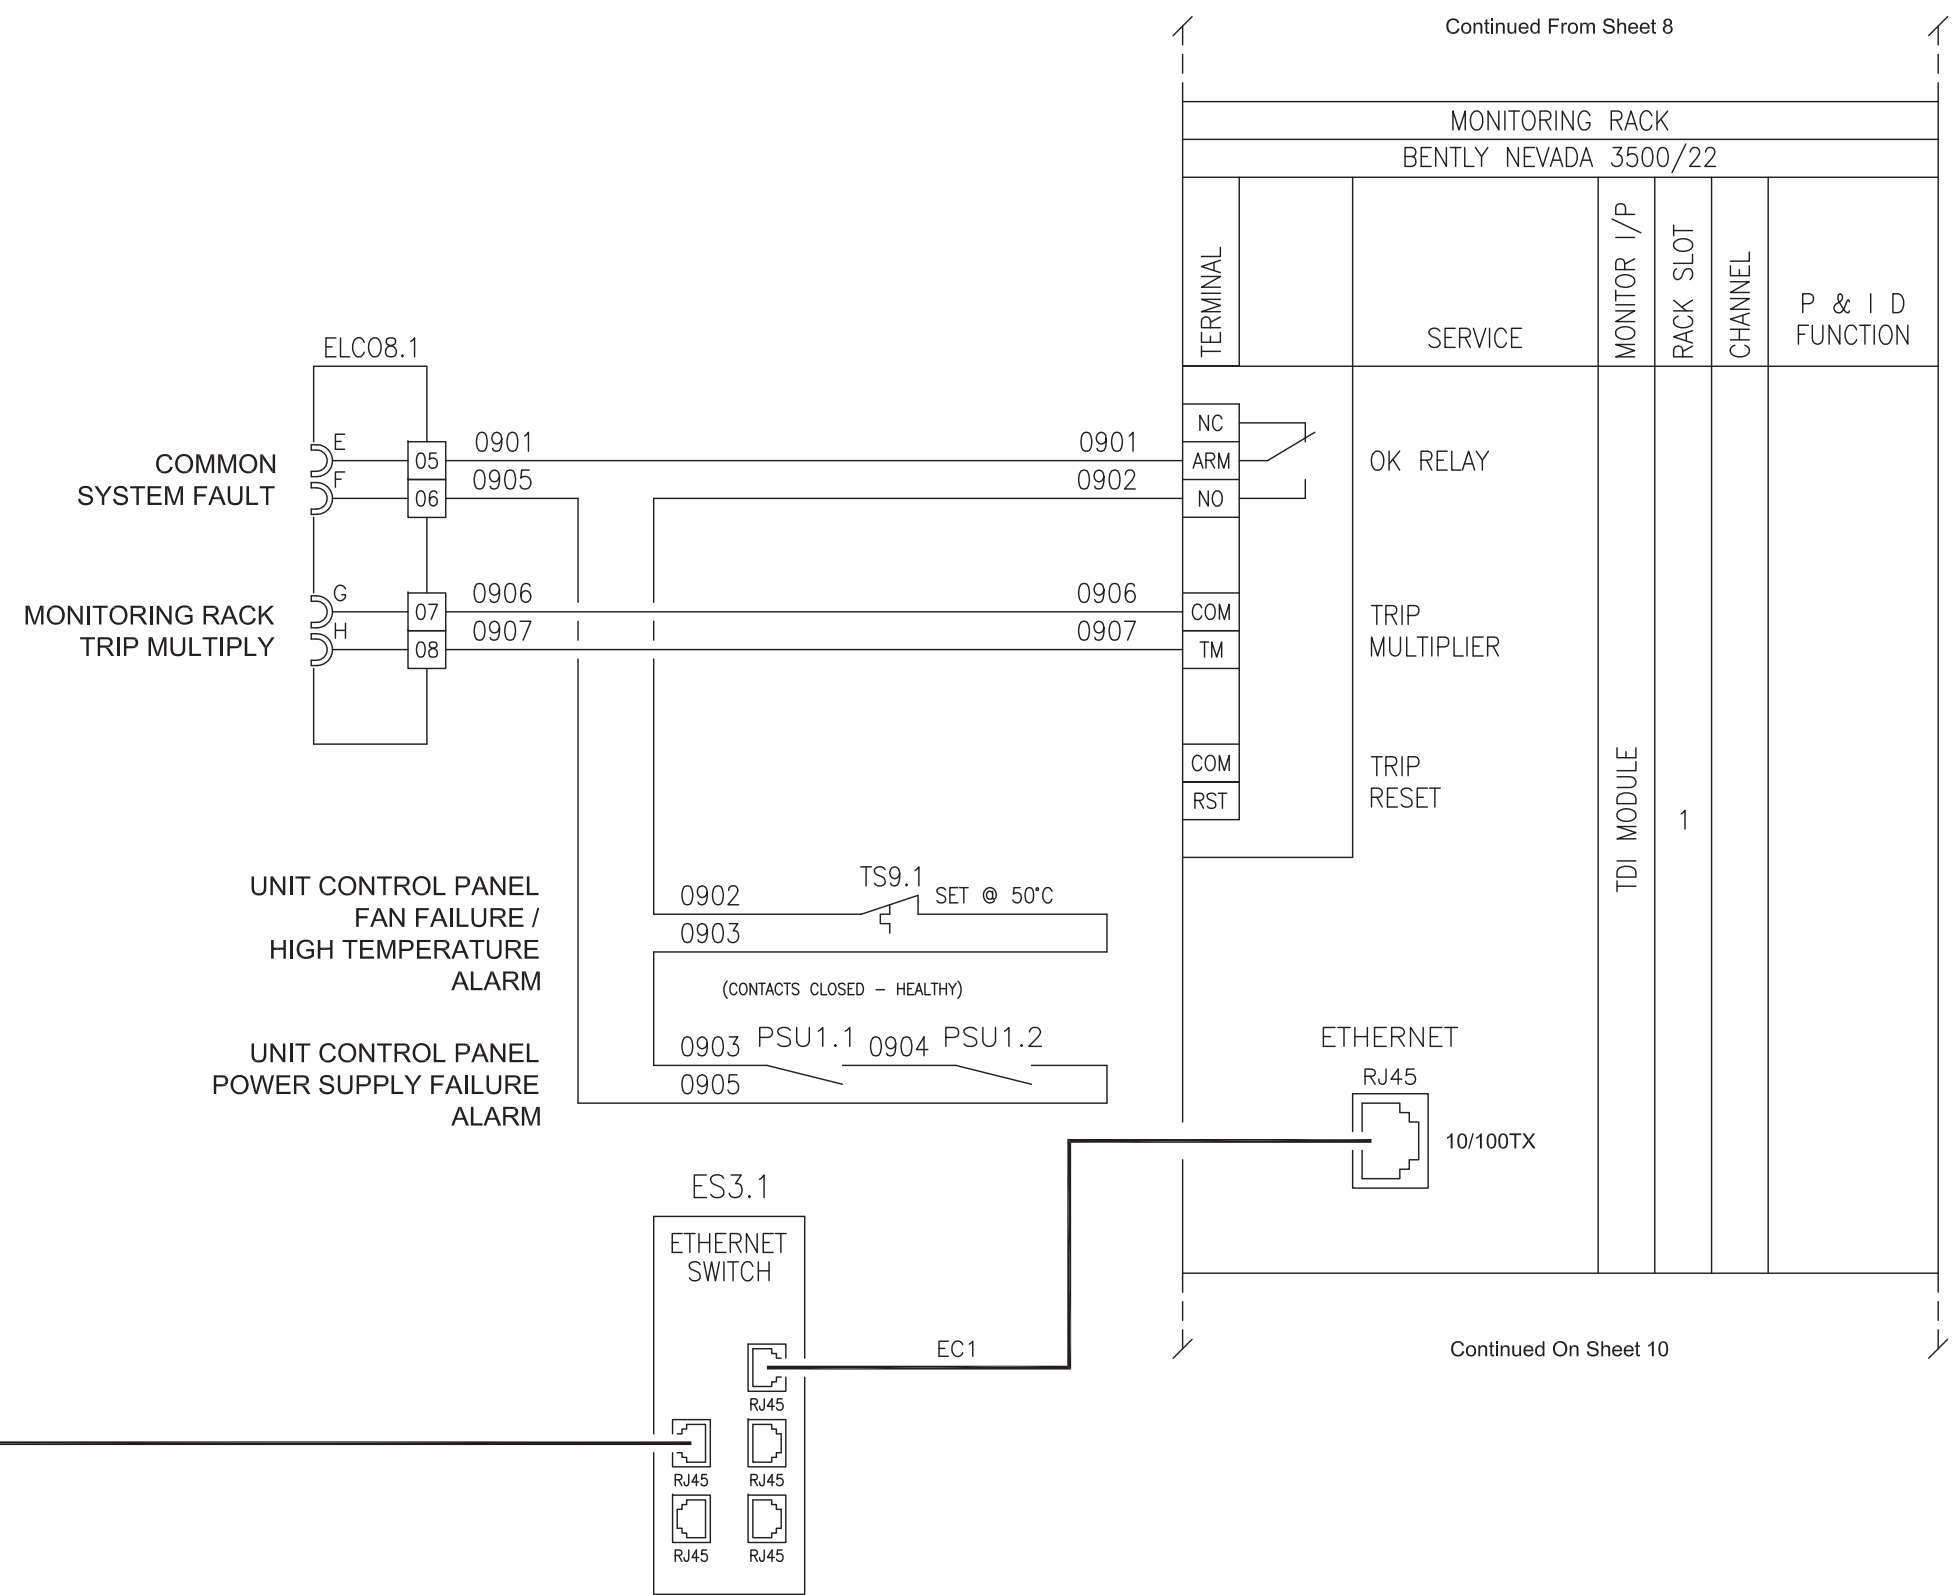 Continued From Sheet 8
MONITORING RACK
BENTLY NEVADA 3500/22
TERMINAL
SERVICE
MONITOR I/P
RACK SLOT
CHANNEL
P & I D
FUNCTION
ELCO8.1
COMMON
SYSTEM FAULT
E
05
0901
0901
NC
ARM
OK RELAY
F
06
0905
0902
NO
MONITORING RACK
TRIP MULTIPLY
G
07
0906
0906
COM
TRIP
MULTIPLIER
H
08
0907
0907
TM
COM
RST
TRIP
RESET
TDI MODULE
1
UNIT CONTROL PANEL
FAN FAILURE /
HIGH TEMPERATURE
ALARM
0902
TS9.1
SET @ 50°C
0903
(CONTACTS CLOSED – HEALTHY)
UNIT CONTROL PANEL
POWER SUPPLY FAILURE
ALARM
0903
PSU1.1
0904
PSU1.2
0905
ETHERNET
RJ45
10/100TX
ES3.1
ETHERNET
SWITCH
EC1
RJ45
RJ45
RJ45
RJ45
RJ45
Continued On Sheet 10